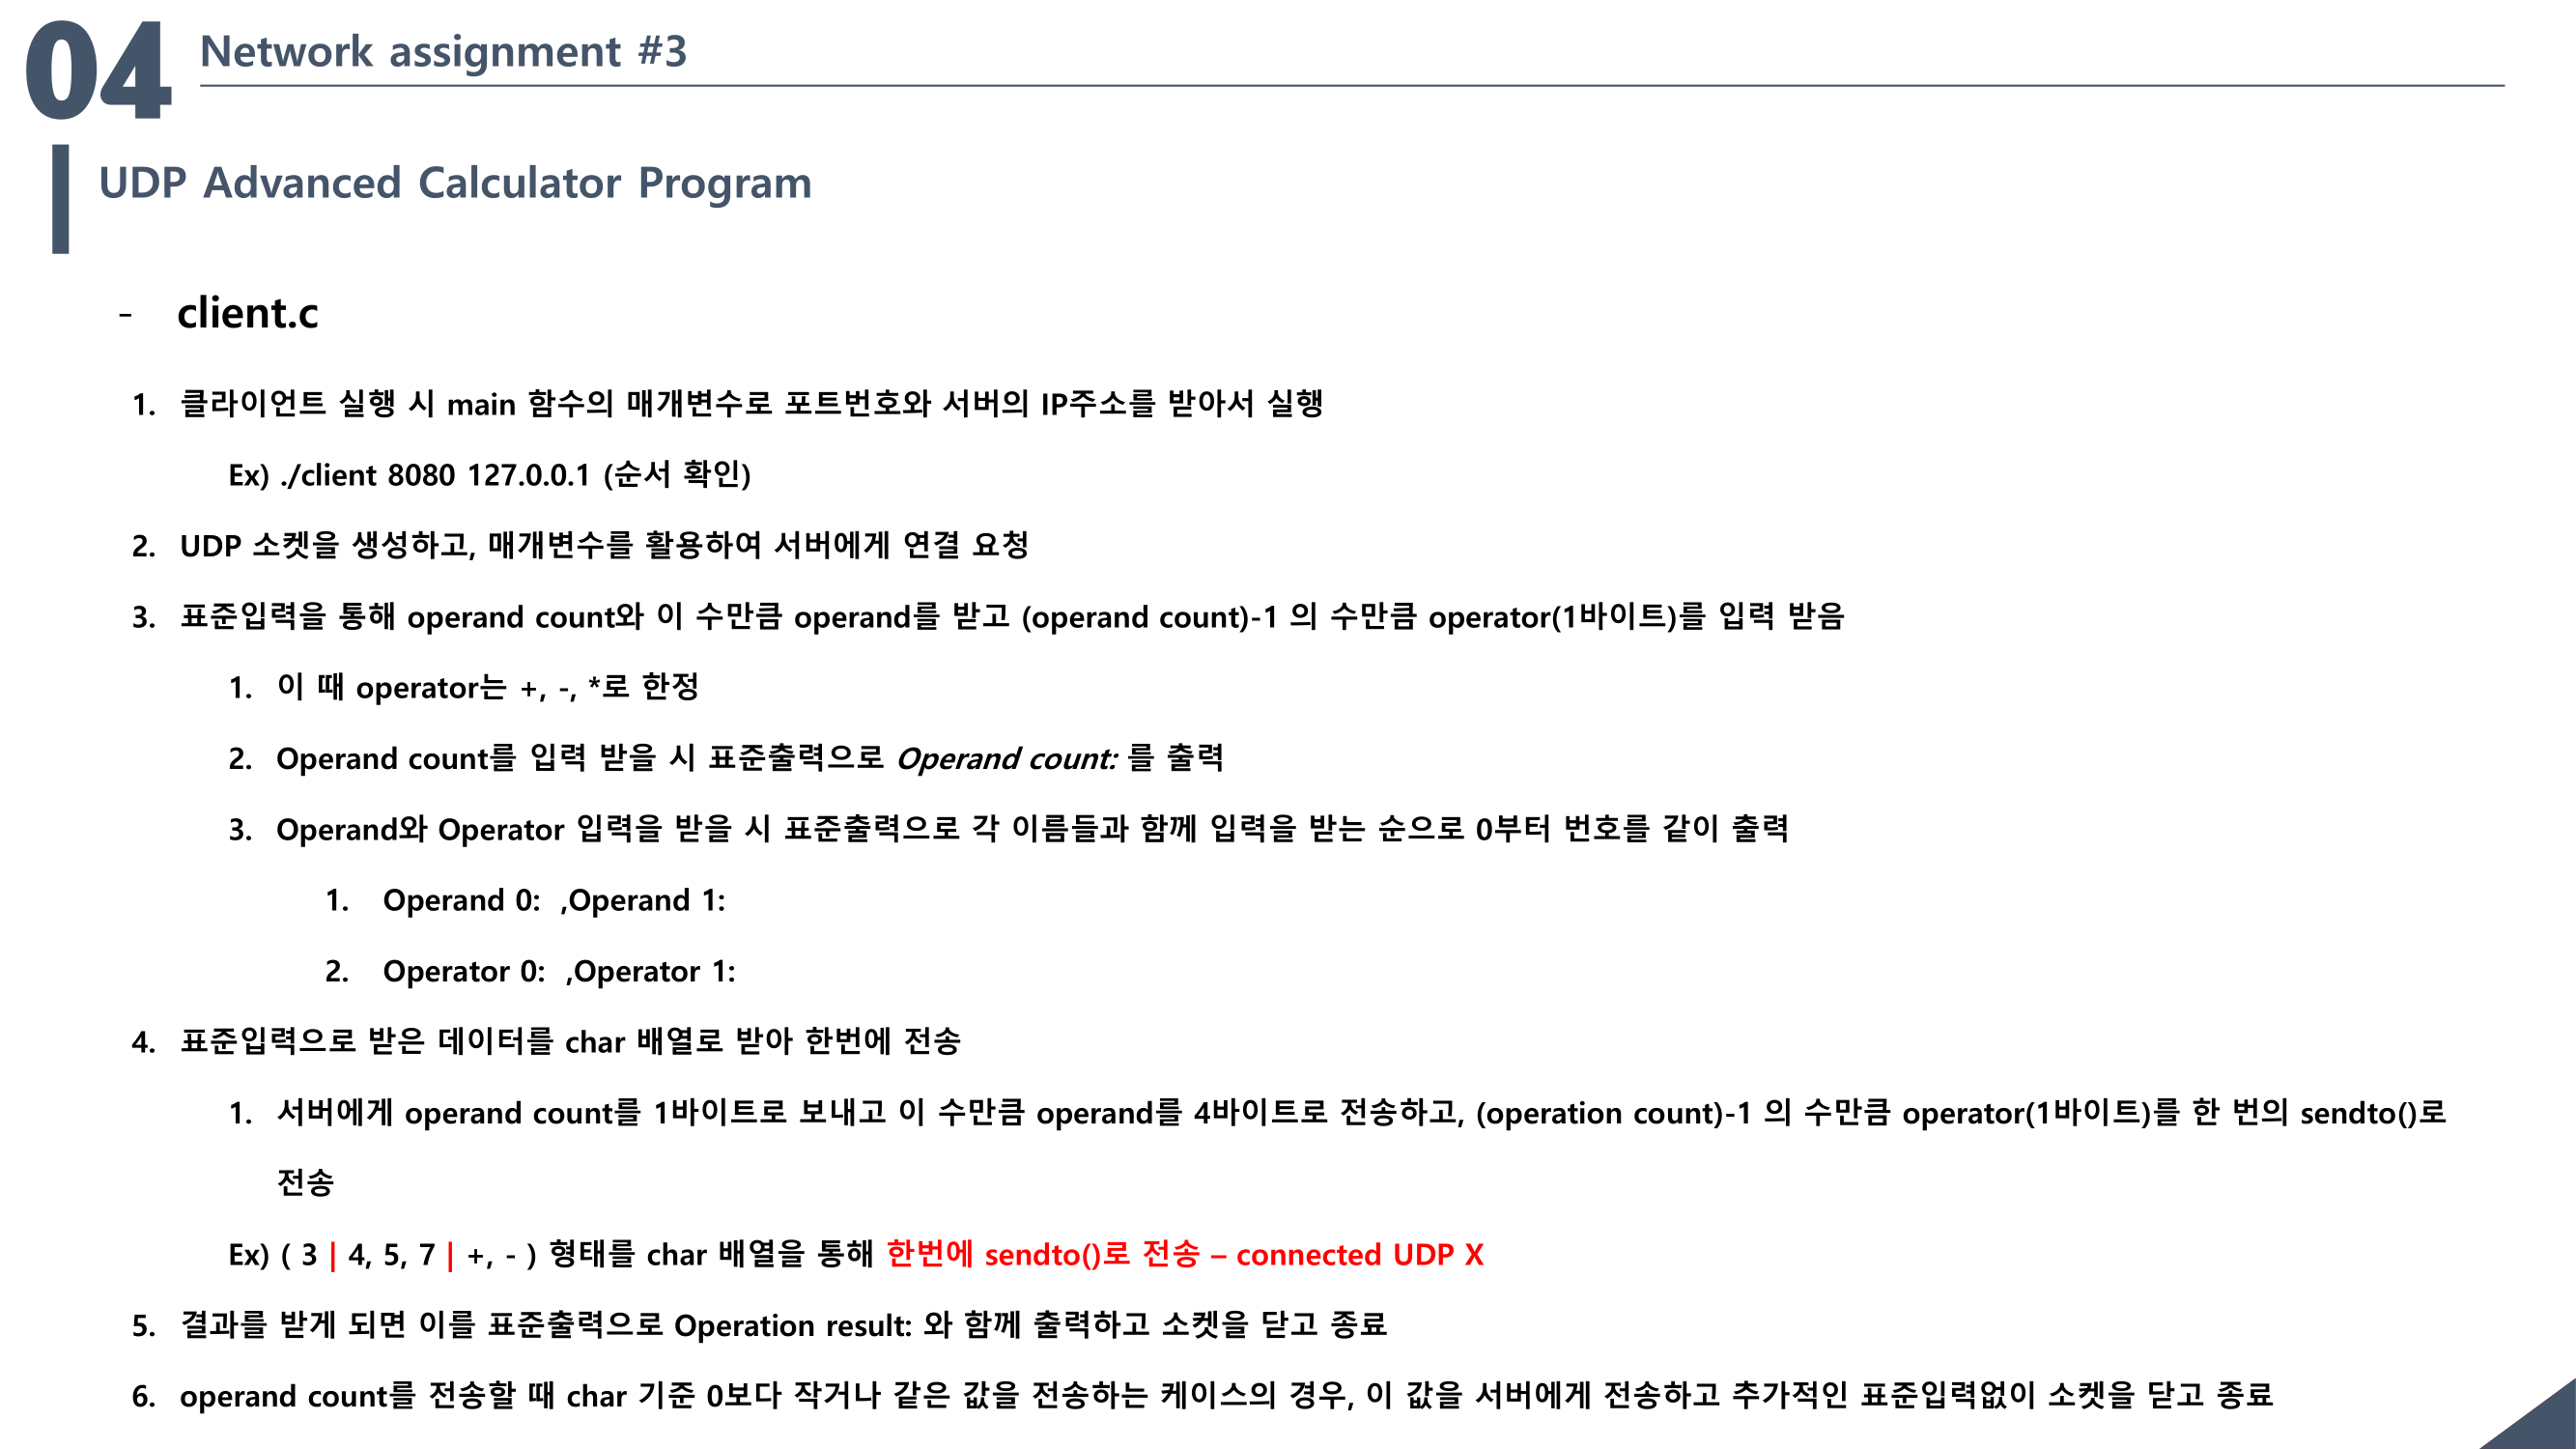 04 Network assignment #3
UDP Advanced Calculator Program
- client.c
1. 클라이언트 실행 시 main 함수의 매개변수로 포트번호와 서버의 IP주소를 받아서 실행
Ex) ./client 8080 127.0.0.1 (순서 확인)
2. UDP 소켓을 생성하고, 매개변수를 활용하여 서버에게 연결 요청
3. 표준입력을 통해 operand count와 이 수만큼 operand를 받고 (operand count)-1 의 수만큼 operator(1바이트)를 입력 받음
1. 이 때 operator는 +, -, *로 한정
2. Operand count를 입력 받을 시 표준출력으로 Operand count: 를 출력
3. Operand와 Operator 입력을 받을 시 표준출력으로 각 이름들과 함께 입력을 받는 순으로 0부터 번호를 같이 출력
1. Operand 0: ,Operand 1:
2. Operator 0: ,Operator 1:
4. 표준입력으로 받은 데이터를 char 배열로 받아 한번에 전송
1. 서버에게 operand count를 1바이트로 보내고 이 수만큼 operand를 4바이트로 전송하고, (operation count)-1 의 수만큼 operator(1바이트)를 한 번의 sendto()로
전송
Ex) ( 3 | 4, 5, 7 | +, - ) 형태를 char 배열을 통해 한번에 sendto()로 전송 – connected UDP X
5. 결과를 받게 되면 이를 표준출력으로 Operation result: 와 함께 출력하고 소켓을 닫고 종료
6. operand count를 전송할 때 char 기준 0보다 작거나 같은 값을 전송하는 케이스의 경우, 이 값을 서버에게 전송하고 추가적인 표준입력없이 소켓을 닫고 종료